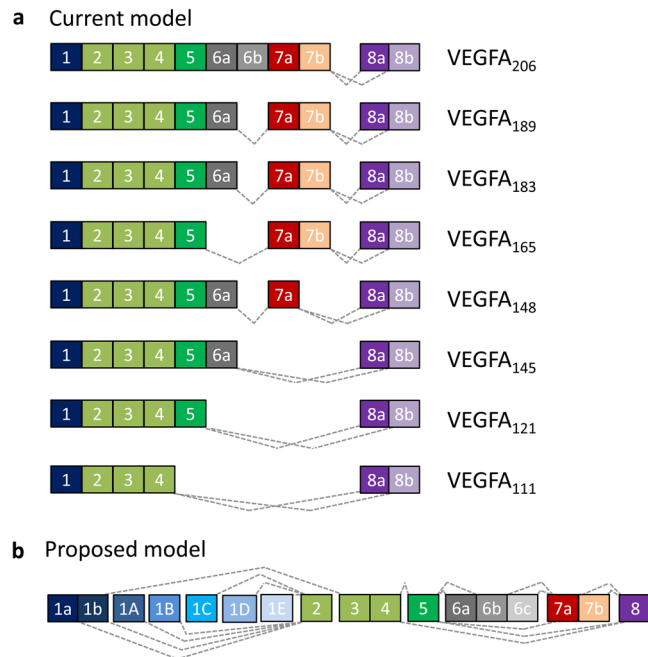 a Current model
1 2 3 4 5 6a 6b 7a 7b 8a 8b VEGFA206
1 2 3 4 5 6a 7a 7b 8a 8b VEGFA189
1 2 3 4 5 6a 7a 7b 8a 8b VEGFA183
1 2 3 4 5 7a 7b 8a 8b VEGFA165
1 2 3 4 5 6a 7a 8a 8b VEGFA148
1 2 3 4 5 6a 8a 8b VEGFA145
1 2 3 4 5 8a 8b VEGFA121
1 2 3 4 8a 8b VEGFA111
b Proposed model
1a 1b 1A 1B 1C 1D 1E 2 3 4 5 6a 6b 6c 7a 7b 8